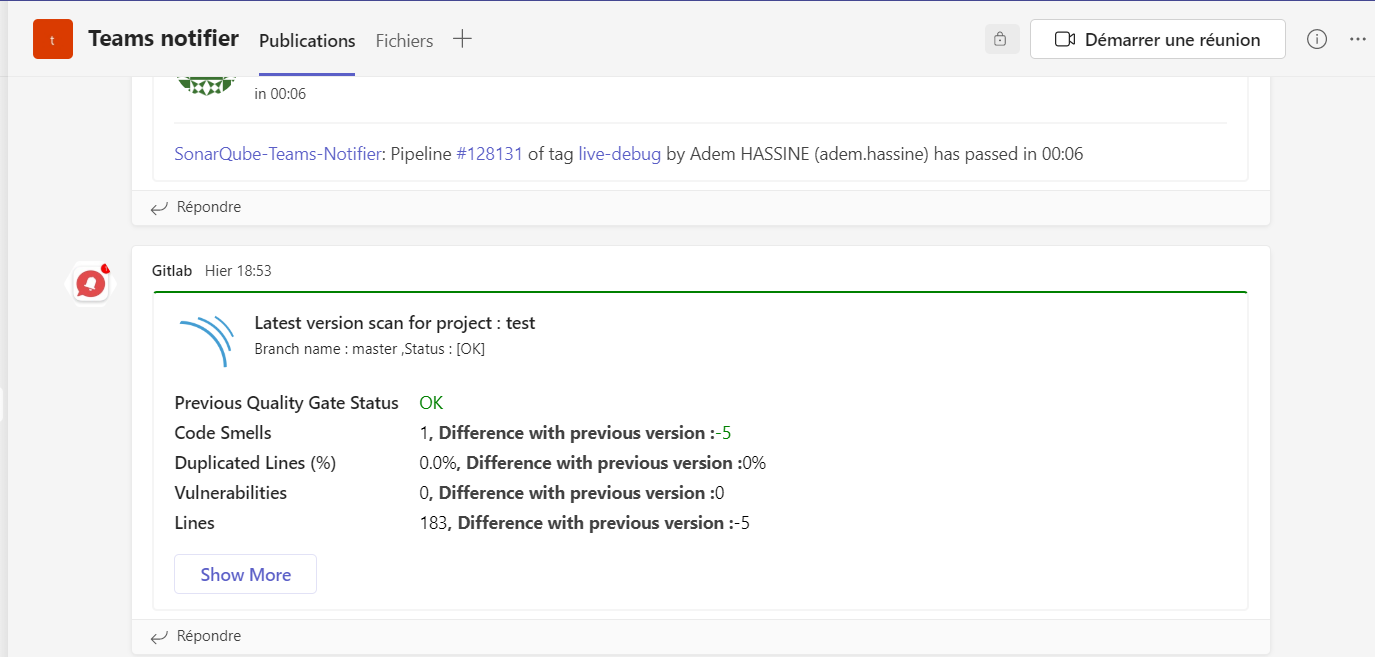 t
Teams notifier
Publications
Fichiers
Démarrer une réunion
in 00:06
SonarQube-Teams-Notifier: Pipeline #128131 of tag live-debug by Adem HASSINE (adem.hassine) has passed in 00:06
Répondre
Gitlab Hier 18:53
Latest version scan for project : test
Branch name : master ,Status : [OK]
Previous Quality Gate Status OK
Code Smells 1, Difference with previous version :-5
Duplicated Lines (%) 0.0%, Difference with previous version :0%
Vulnerabilities 0, Difference with previous version :0
Lines 183, Difference with previous version :-5
Show More
Répondre